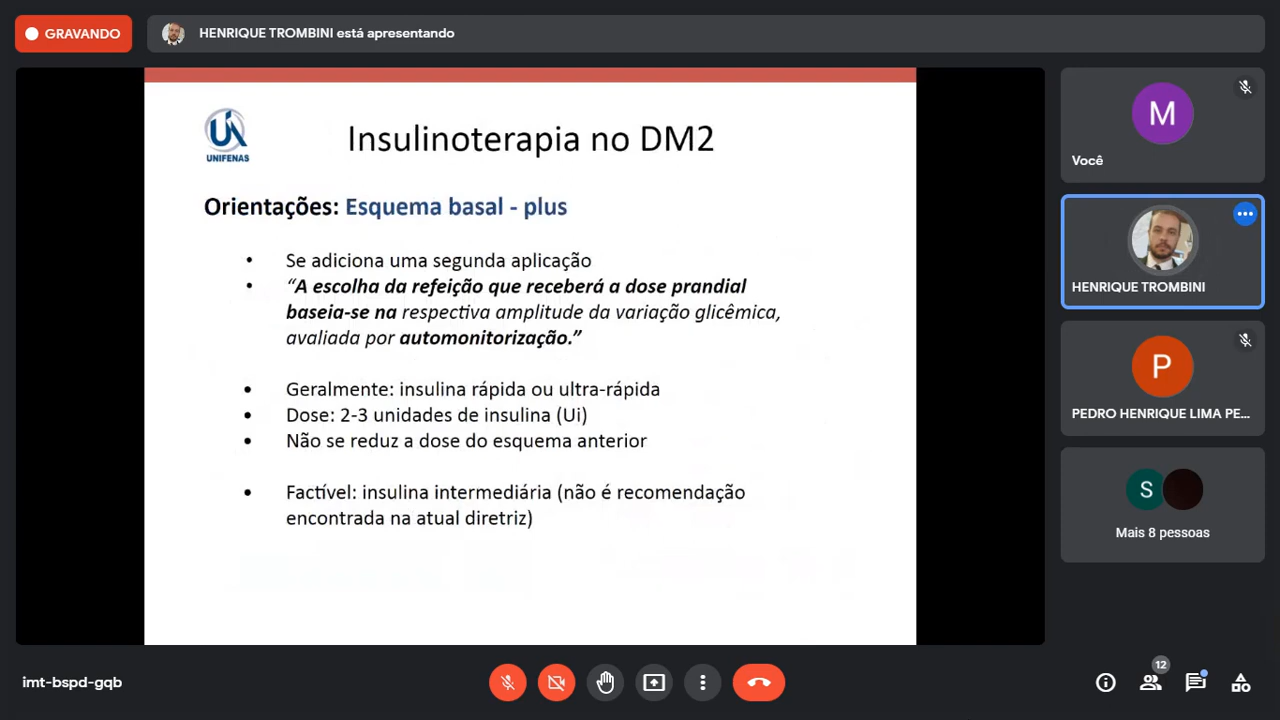 GRAVANDO
HENRIQUE TROMBINI está apresentando
UNIFENAS
Insulinoterapia no DM2
Orientações: Esquema basal - plus
• Se adiciona uma segunda aplicação
• “A escolha da refeição que receberá a dose prandial
baseia-se na respectiva amplitude da variação glicêmica,
avaliada por automonitorização.”
• Geralmente: insulina rápida ou ultra-rápida
• Dose: 2-3 unidades de insulina (Ui)
• Não se reduz a dose do esquema anterior
• Factível: insulina intermediária (não é recomendação
encontrada na atual diretriz)
M
Você
HENRIQUE TROMBINI
P
PEDRO HENRIQUE LIMA PE...
S
Mais 8 pessoas
imt-bspd-gqb
12